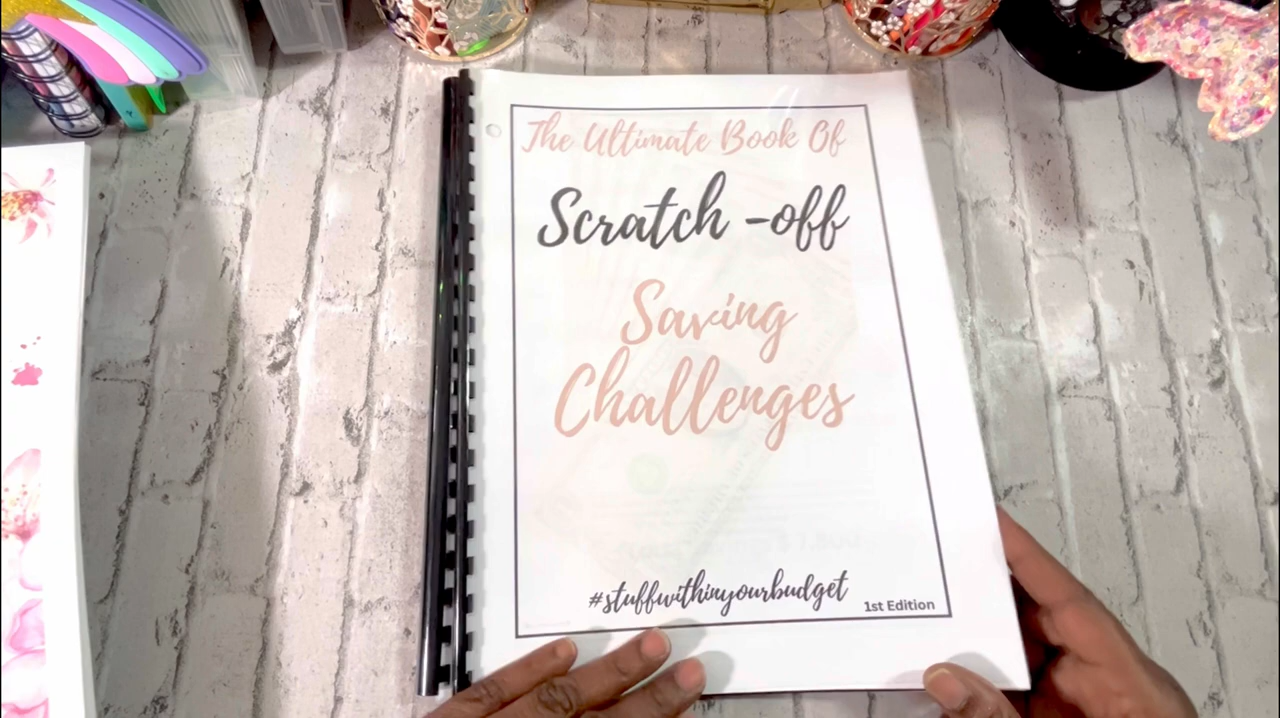 The Ultimate Book Of
Scratch -off
Saving
Challenges
#stuffwithinyourbudget
1st Edition